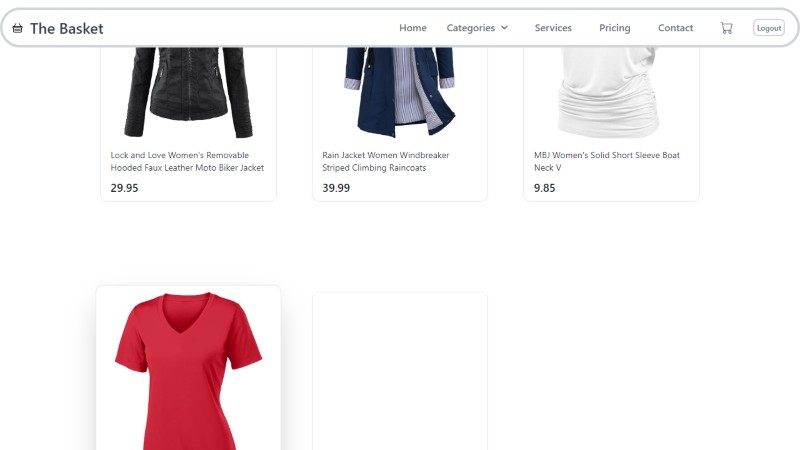 The Basket
Home
Categories
Services
Pricing
Contact
Logout
Lock and Love Women's Removable
Hooded Faux Leather Moto Biker Jacket
29.95
Rain Jacket Women Windbreaker
Striped Climbing Raincoats
39.99
MBJ Women's Solid Short Sleeve Boat
Neck V
9.85